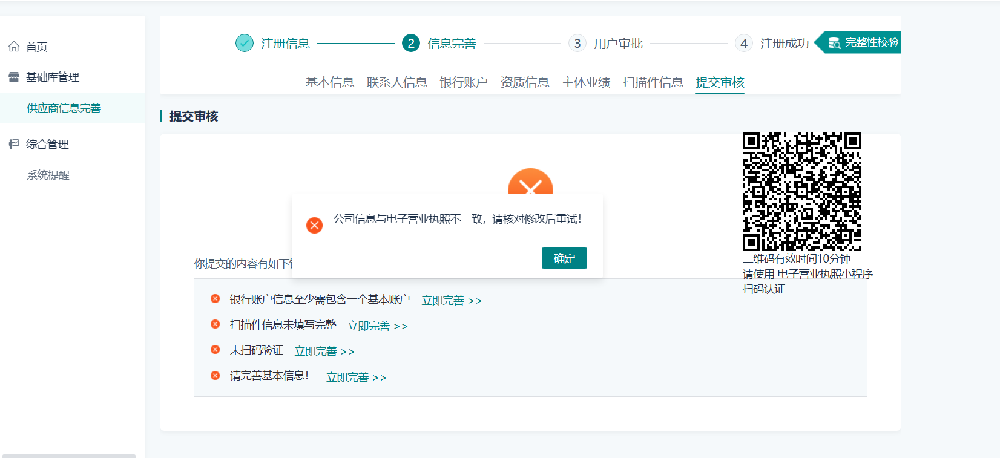 首页
基础库管理
供应商信息完善
综合管理
系统提醒
注册信息
2 信息完善
3 用户审批
4 注册成功
完整性校验
基本信息 联系人信息 银行账户 资质信息 主体业绩 扫描件信息 提交审核
提交审核
公司信息与电子营业执照不一致，请核对修改后重试！
确定
二维码有效时间10分钟
请使用 电子营业执照小程序
扫码认证
你提交的内容有如下
银行账户信息至少需包含一个基本账户 立即完善 >>
扫描件信息未填写完整 立即完善 >>
未扫码验证 立即完善 >>
请完善基本信息！ 立即完善 >>